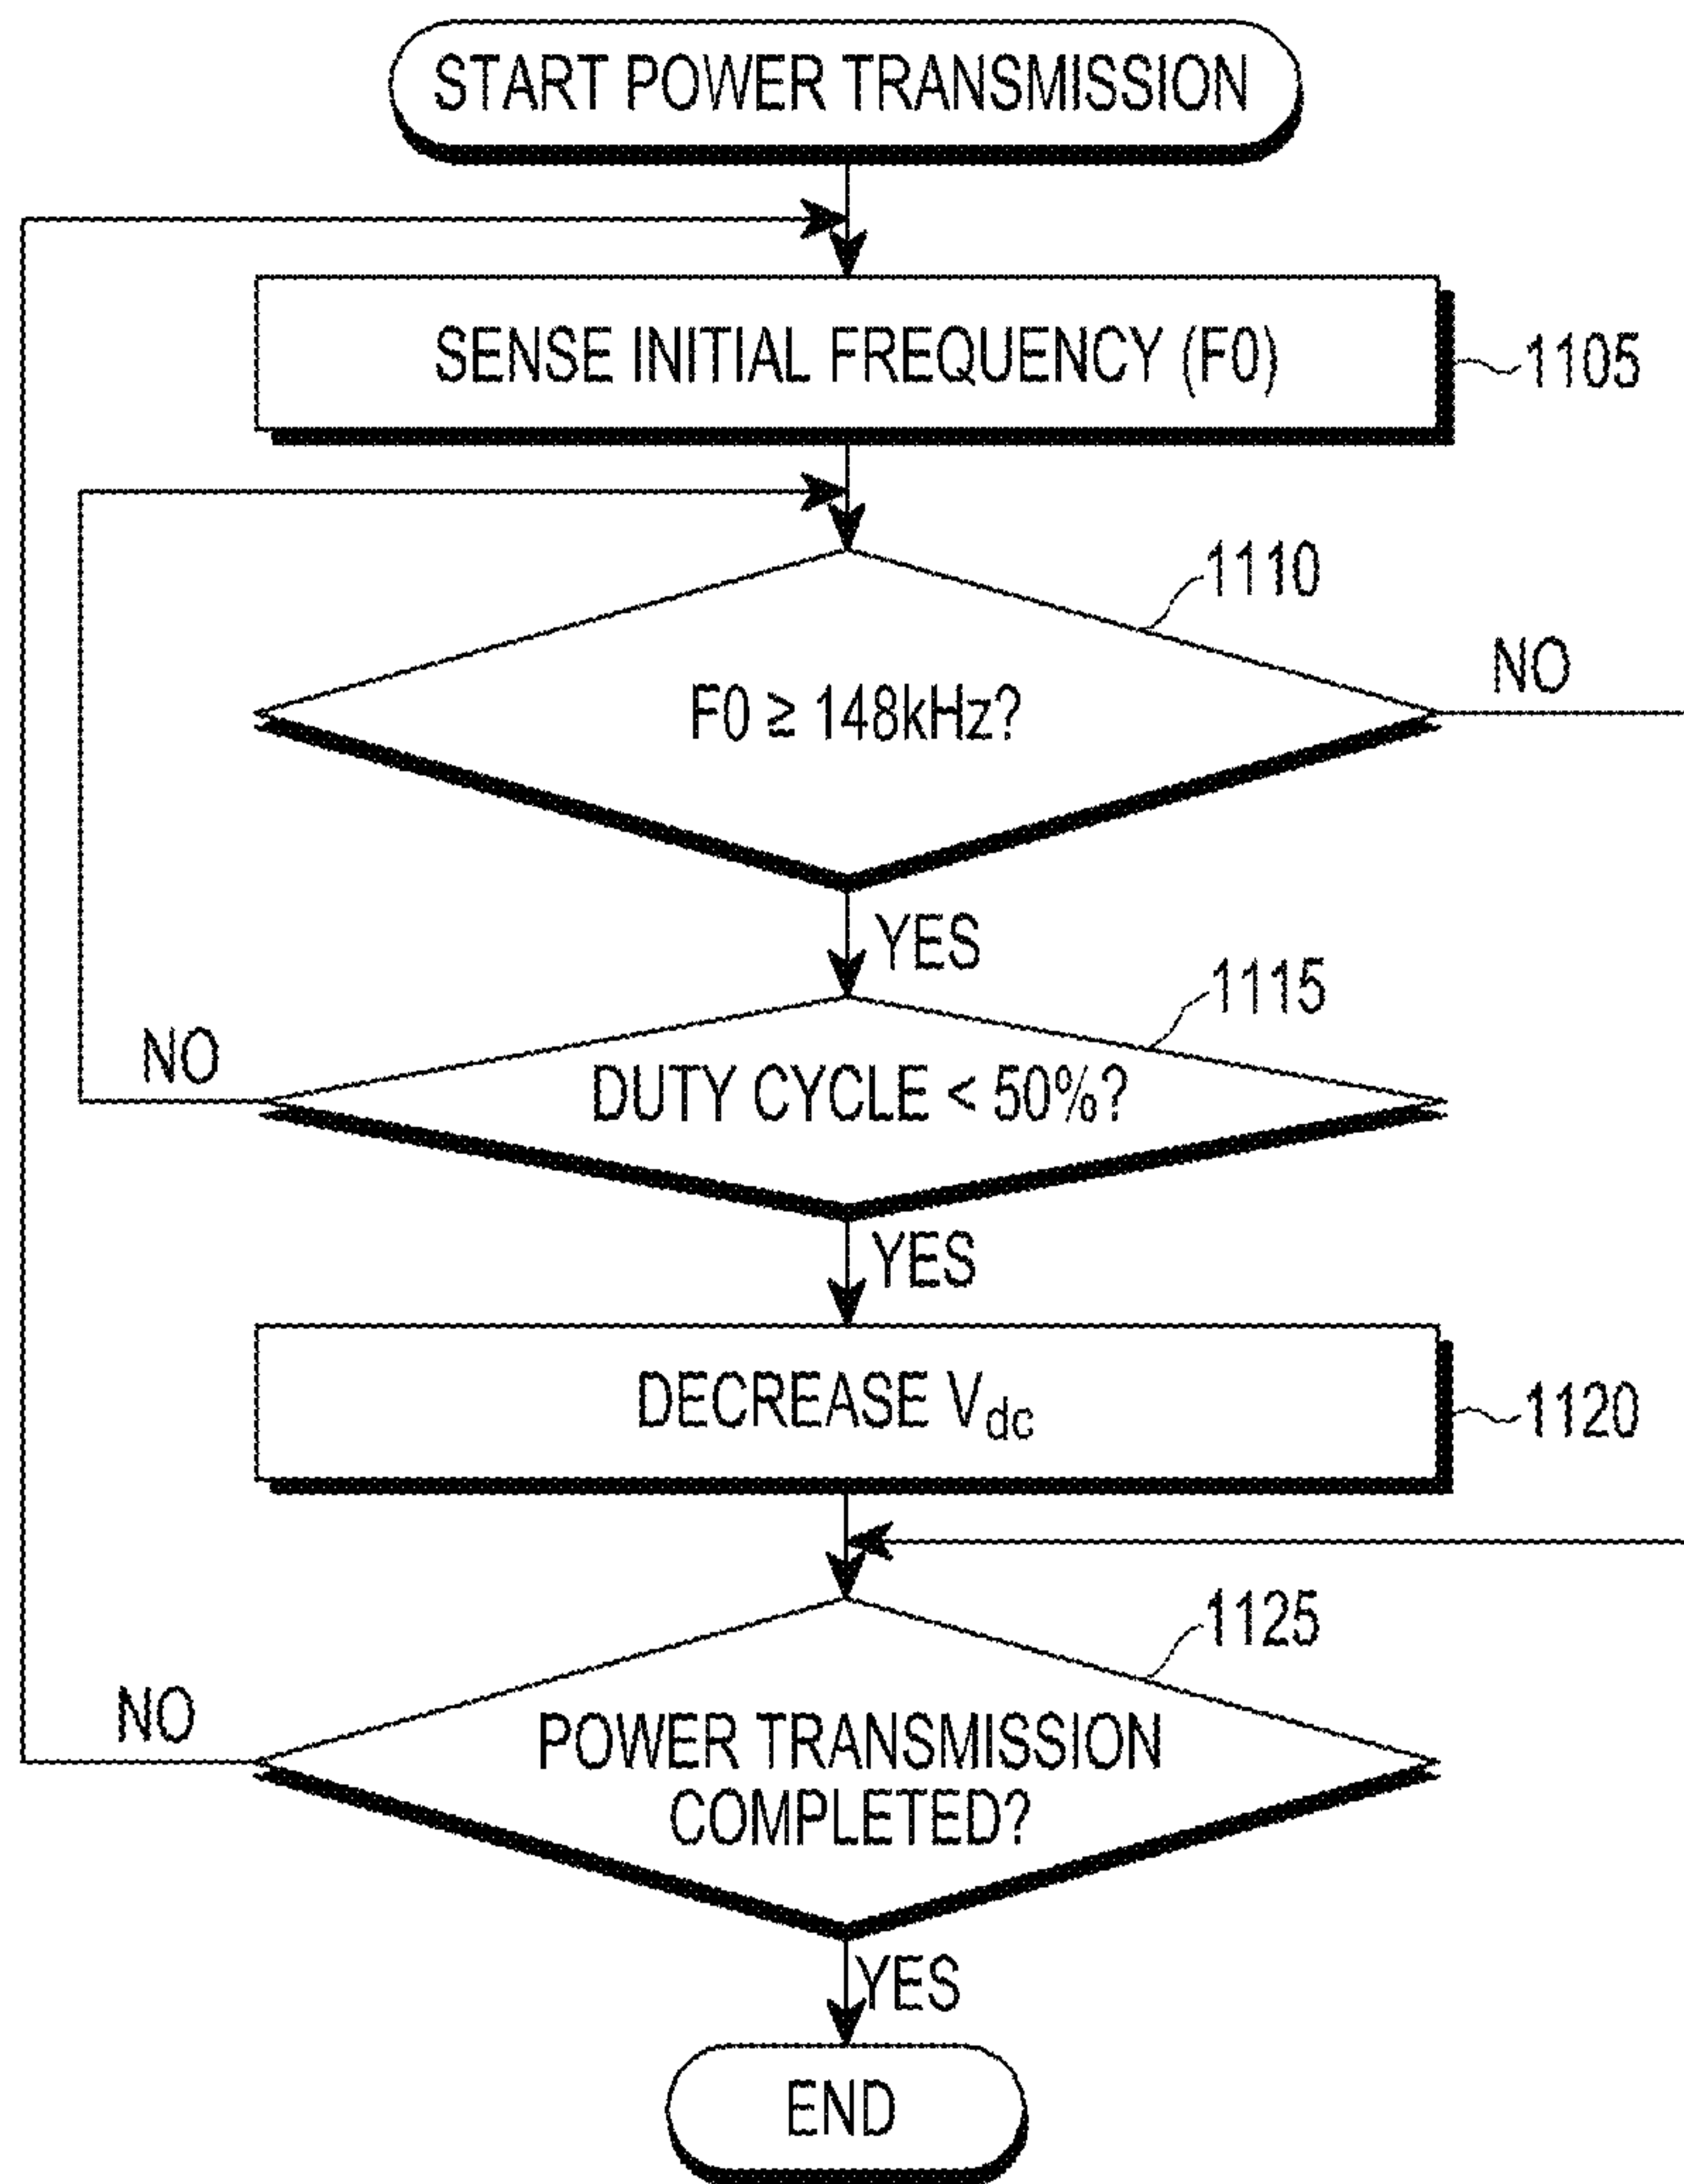 START POWER TRANSMISSION
SENSE INITIAL FREQUENCY (F0)
1105
1110
F0 ≥ 148kHz?
NO
YES
1115
DUTY CYCLE < 50%?
NO
YES
DECREASE Vdc
1120
1125
POWER TRANSMISSION
COMPLETED?
NO
YES
END